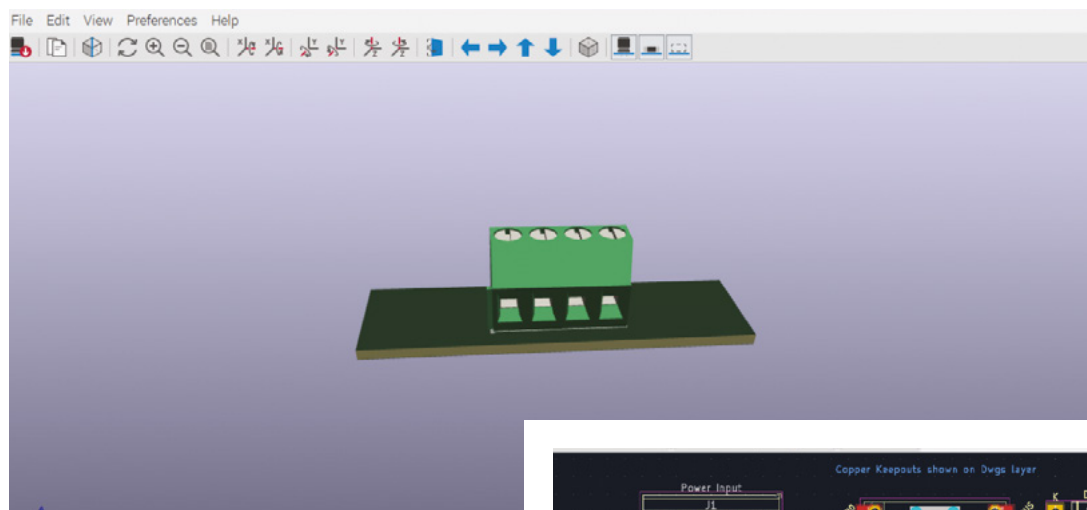 File Edit View Preferences Help
Copper Keepouts shown on Dwgs layer
Power Input
J1
K